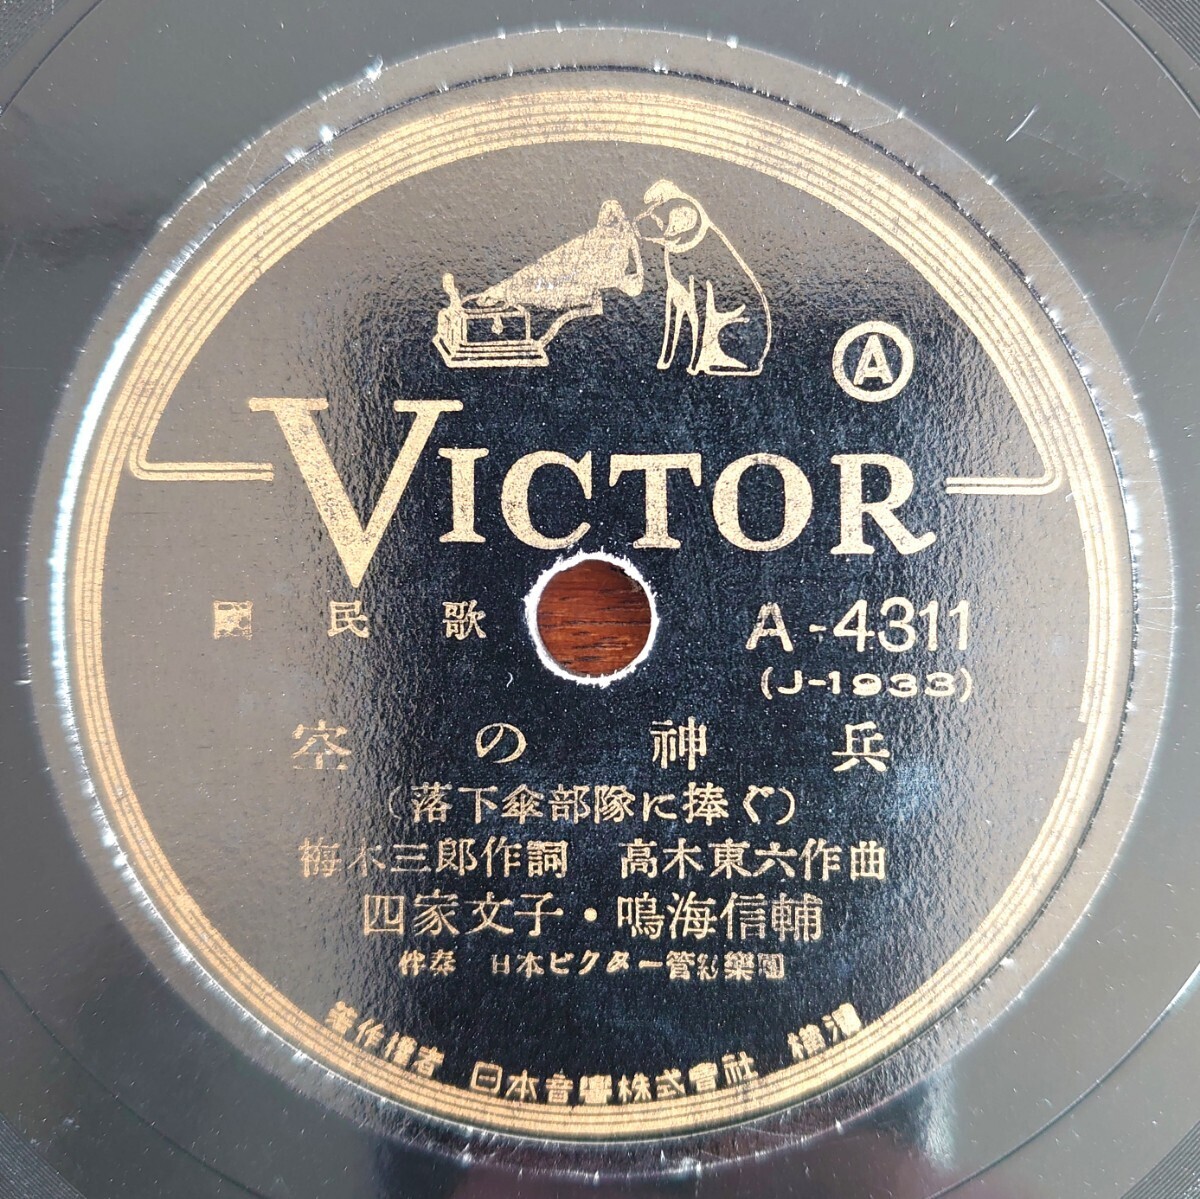 A
VICTOR
國民歌
A-4311
(J-1933)
空の神兵
(落下傘部隊に捧ぐ)
梅木三郎作詞 高木東六作曲
四家文子・鳴海信輔
伴奏 日本ビクター管絃樂團
著作權者 日本音響株式會社 橫濱